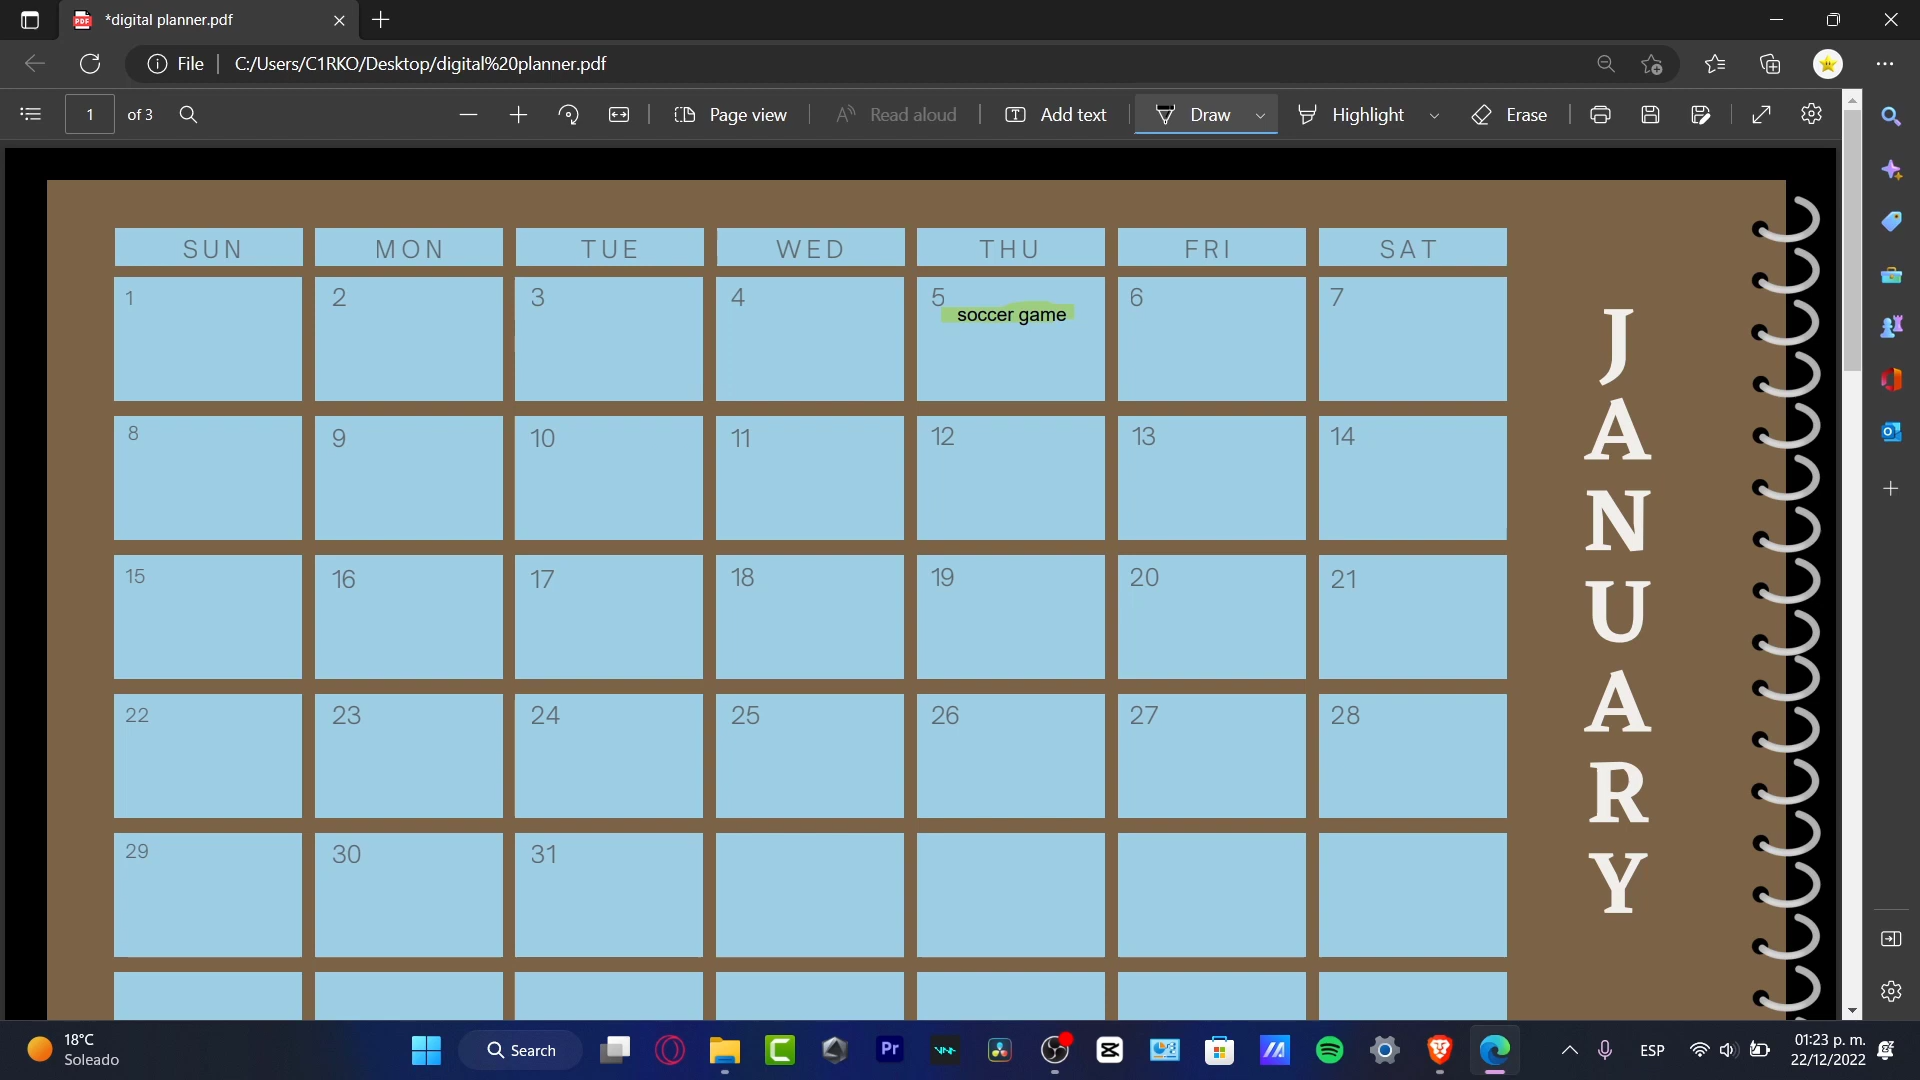 *digital planner.pdf
File
C:/Users/C1RKO/Desktop/digital%20planner.pdf
1 of 3
Page view
Read aloud
Add text
Draw
Highlight
Erase
SUN MON TUE WED THU FRI SAT
1 2 3 4 5 6 7
soccer game
8 9 10 11 12 13 14
15 16 17 18 19 20 21
22 23 24 25 26 27 28
29 30 31
JANUARY
18°C
Soleado
Search
Pr
ESP
01:23 p. m.
22/12/2022